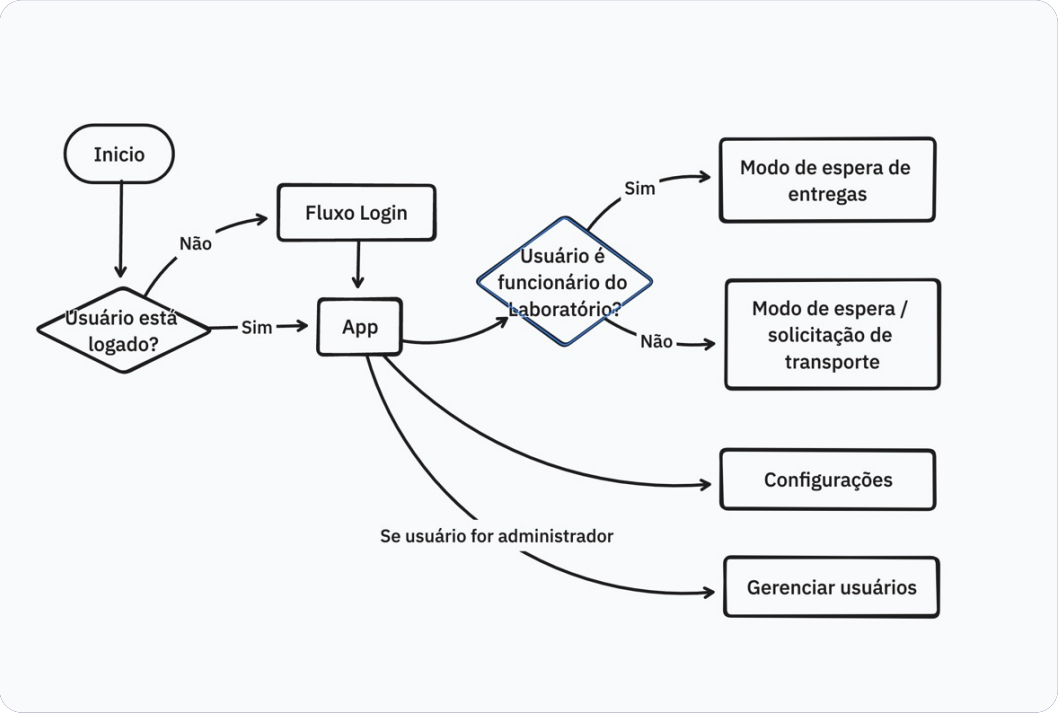 Inicio
Não
Fluxo Login
Usuário está
logado?
Sim
App
Usuário é
funcionário do
Laboratório?
Sim
Modo de espera de
entregas
Não
Modo de espera /
solicitação de
transporte
Configurações
Se usuário for administrador
Gerenciar usuários